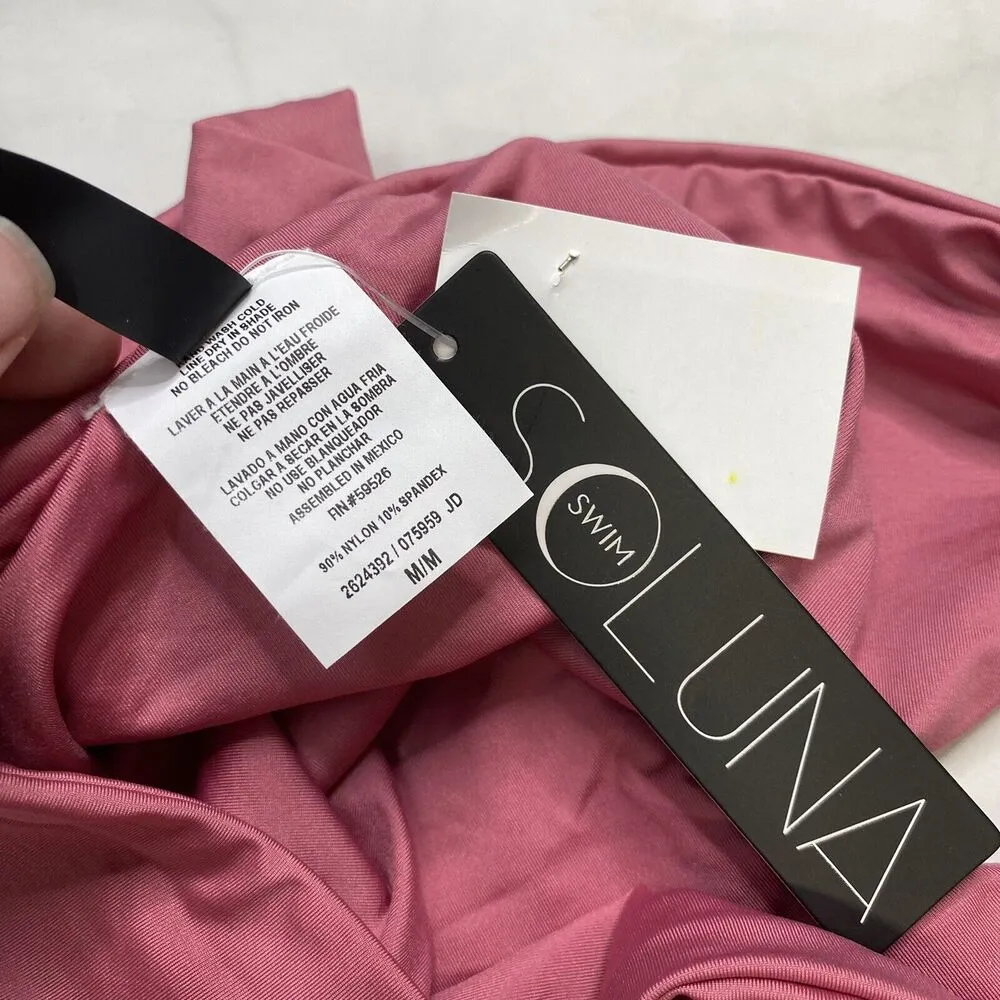 WASH COLD
LINE DRY IN SHADE
NO BLEACH DO NOT IRON
LAVER A LA MAIN A L'EAU FROIDE
ETENDRE A L'OMBRE
NE PAS JAVELLISER
NE PAS REPASSER
LAVADO A MANO CON AGUA FRIA
COLGAR A SECAR EN LA SOMBRA
NO USE BLANQUEADOR
NO PLANCHAR
ASSEMBLED IN MEXICO
RN#59526
90% NYLON 10% SPANDEX
2624392 / 075959 JD
M/M
SOLUNA
SWIM